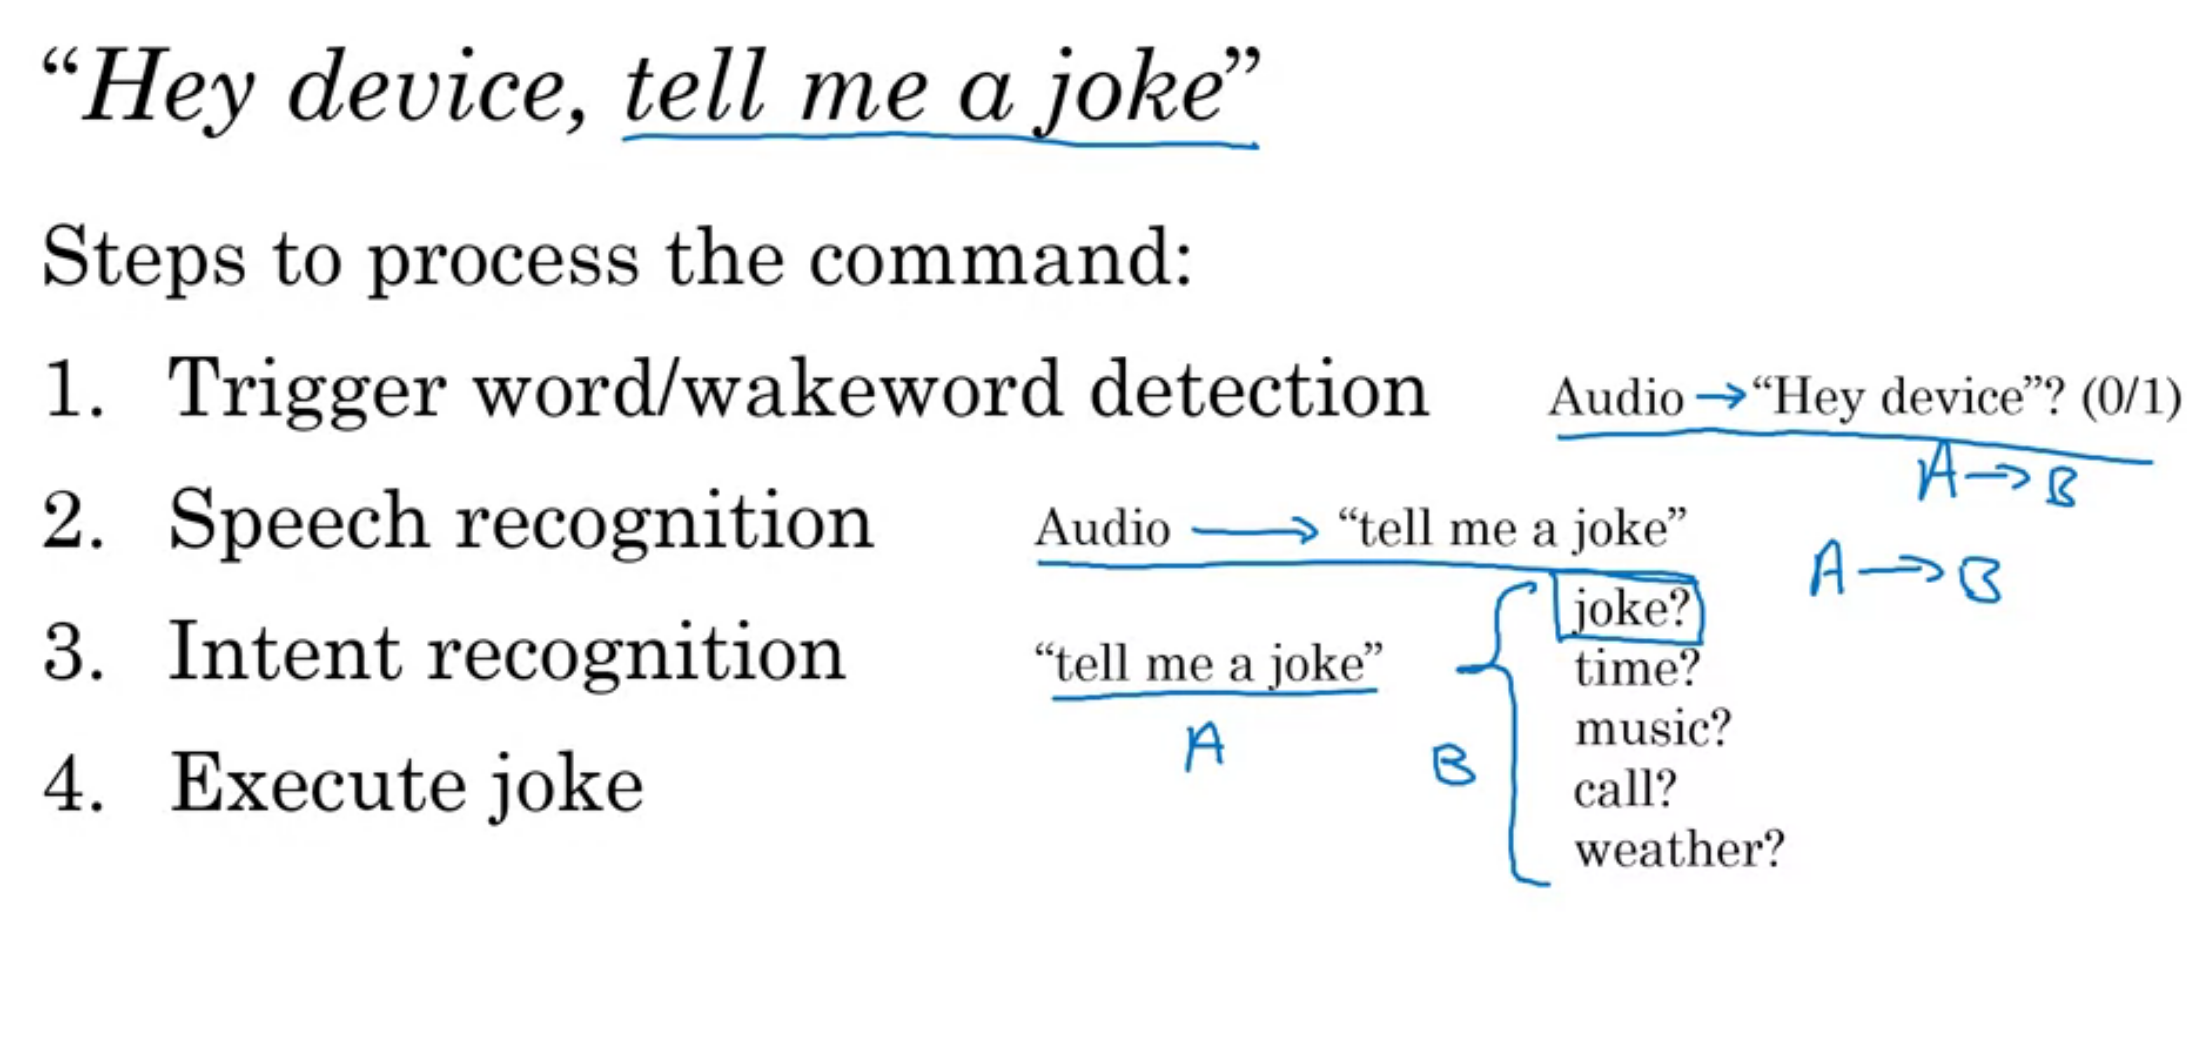 “Hey device, tell me a joke”
Steps to process the command:
1. Trigger word/wakeword detection
Audio → “Hey device”? (0/1)
A → B
2. Speech recognition
Audio → “tell me a joke”
A → B
3. Intent recognition
“tell me a joke”
A
B
joke?
time?
music?
call?
weather?
4. Execute joke